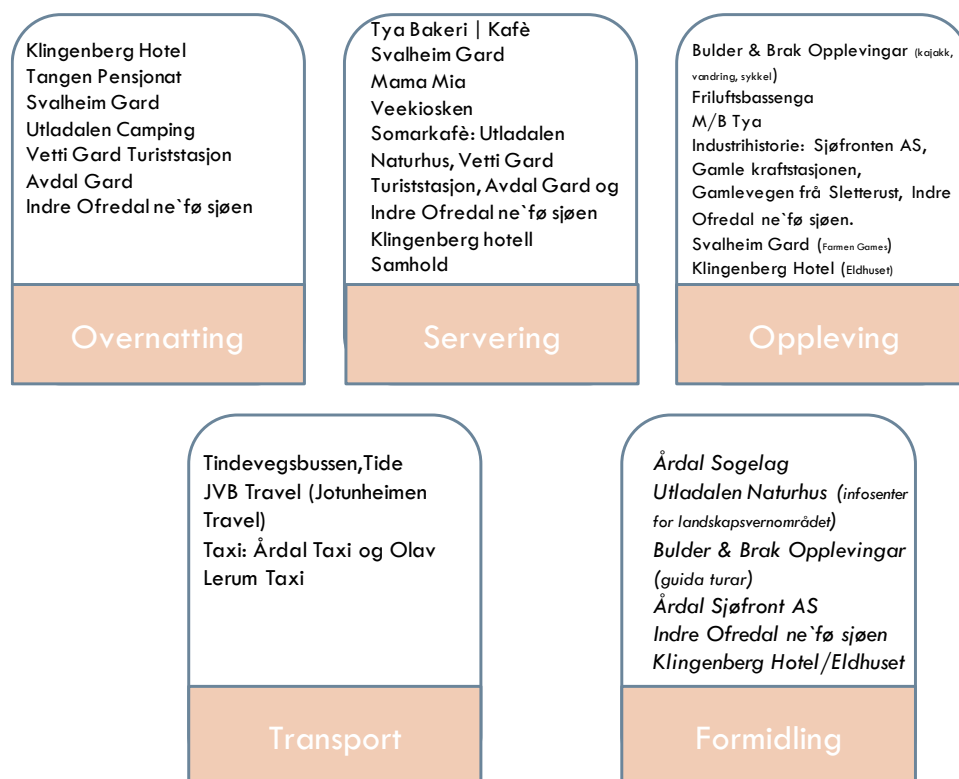 Klingenberg Hotel
Tangen Pensjonat
Svalheim Gard
Utladalen Camping
Vetti Gard Turiststasjon
Avdal Gard
Indre Ofredal ne`fø sjøen
Overnatting
Tya Bakeri | Kafè
Svalheim Gard
Mama Mia
Veekiosken
Somarkafè: Utladalen
Naturhus, Vetti Gard
Turiststasjon, Avdal Gard og
Indre Ofredal ne`fø sjøen
Klingenberg hotell
Samhold
Servering
Bulder & Brak Opplevingar (kajakk,
vandring, sykkel)
Friluftsbassenga
M/B Tya
Industrihistorie: Sjøfronten AS,
Gamle kraftstasjonen,
Gamlevegen frå Sletterust, Indre
Ofredal ne`fø sjøen.
Svalheim Gard (Farmen Games)
Klingenberg Hotel (Eldhuset)
Oppleving
Tindevegsbussen,Tide
JVB Travel (Jotunheimen
Travel)
Taxi: Årdal Taxi og Olav
Lerum Taxi
Transport
Årdal Sogelag
Utladalen Naturhus (infosenter
for landskapsvernområdet)
Bulder & Brak Opplevingar
(guida turar)
Årdal Sjøfront AS
Indre Ofredal ne`fø sjøen
Klingenberg Hotel/Eldhuset
Formidling